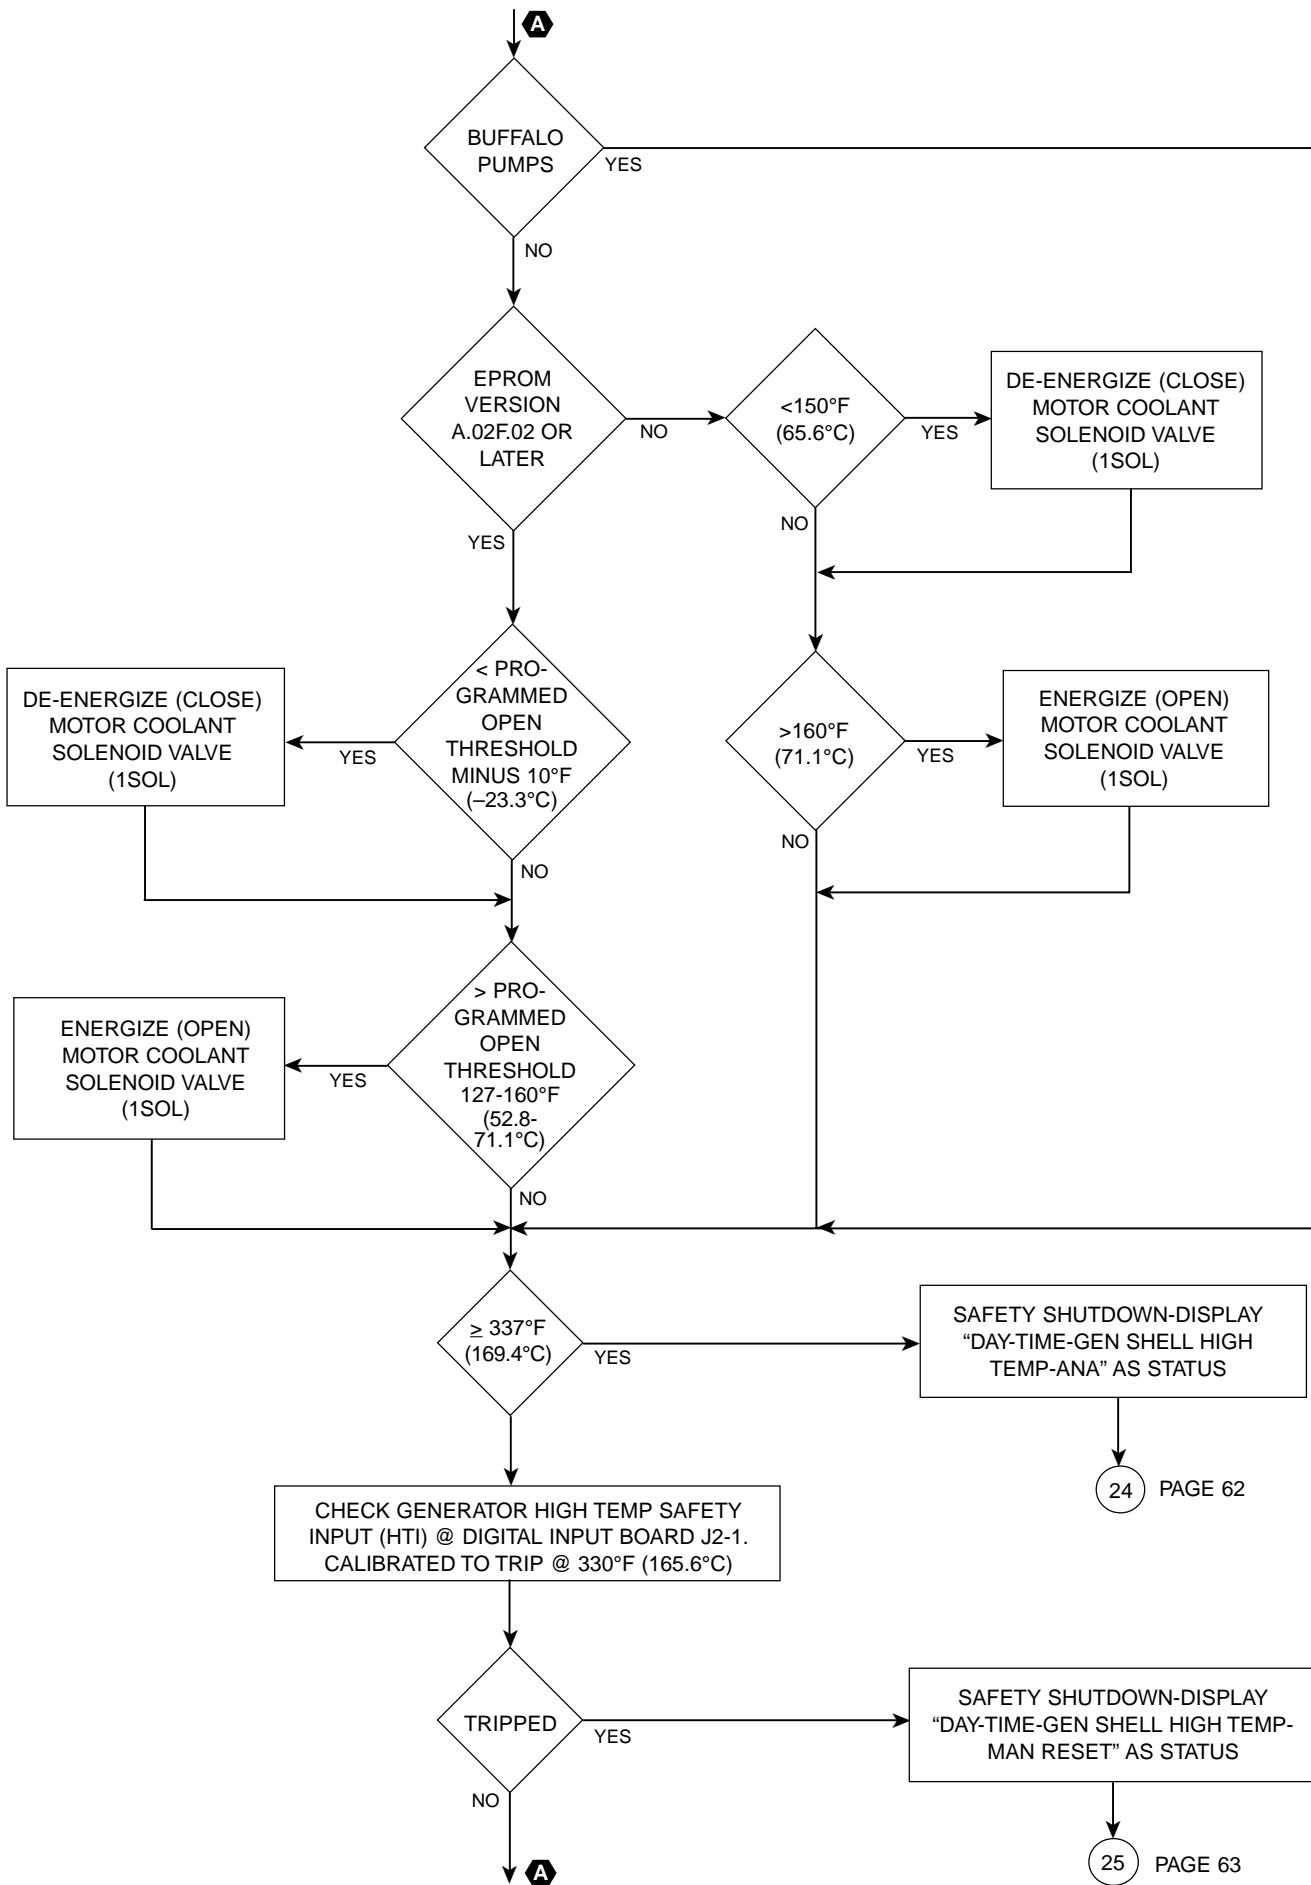 A
BUFFALO
PUMPS
YES
NO
EPROM
VERSION
A.02F.02 OR
LATER
NO
YES
<150°F
(65.6°C)
YES
NO
DE-ENERGIZE (CLOSE)
MOTOR COOLANT
SOLENOID VALVE
(1SOL)
>160°F
(71.1°C)
YES
NO
ENERGIZE (OPEN)
MOTOR COOLANT
SOLENOID VALVE
(1SOL)
< PRO-
GRAMMED
OPEN
THRESHOLD
MINUS 10°F
(–23.3°C)
YES
NO
DE-ENERGIZE (CLOSE)
MOTOR COOLANT
SOLENOID VALVE
(1SOL)
> PRO-
GRAMMED
OPEN
THRESHOLD
127-160°F
(52.8-
71.1°C)
YES
NO
ENERGIZE (OPEN)
MOTOR COOLANT
SOLENOID VALVE
(1SOL)
≥ 337°F
(169.4°C)
YES
SAFETY SHUTDOWN-DISPLAY
“DAY-TIME-GEN SHELL HIGH
TEMP-ANA” AS STATUS
24 PAGE 62
CHECK GENERATOR HIGH TEMP SAFETY
INPUT (HTI) @ DIGITAL INPUT BOARD J2-1.
CALIBRATED TO TRIP @ 330°F (165.6°C)
TRIPPED
YES
NO
SAFETY SHUTDOWN-DISPLAY
“DAY-TIME-GEN SHELL HIGH TEMP-
MAN RESET” AS STATUS
25 PAGE 63
A